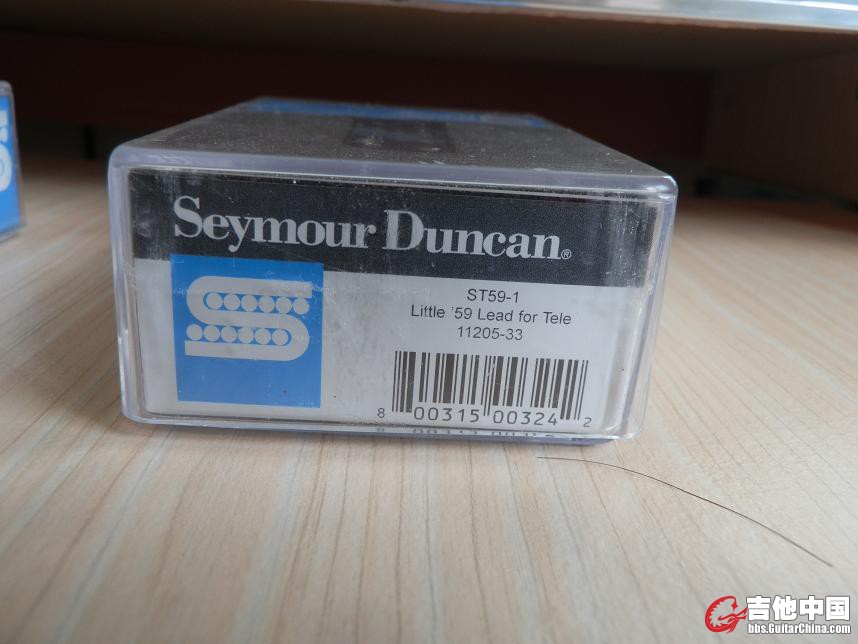 Seymour Duncan®
ST59-1
Little '59 Lead for Tele
11205-33
8 00315 00324 2
吉他中国
bbs.GuitarChina.com